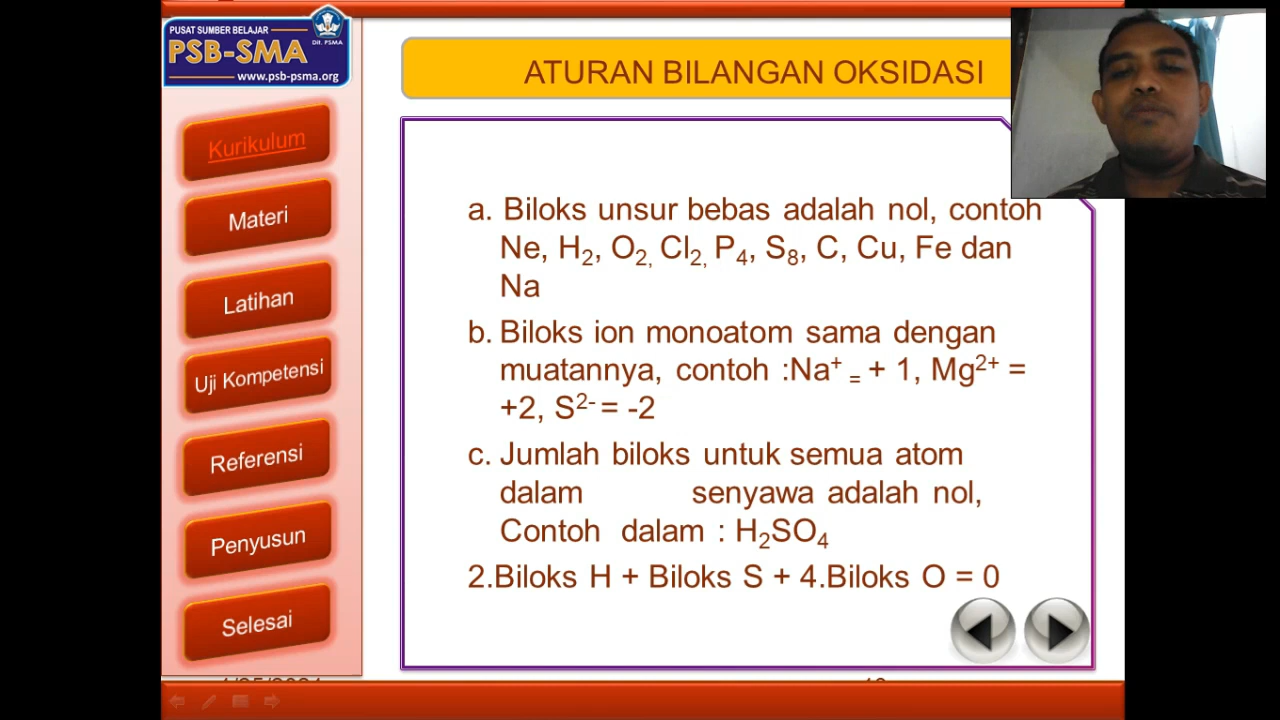 PUSAT SUMBER BELAJAR
PSB-SMA
Dit. PSMA
www.psb-psma.org
Kurikulum
Materi
Latihan
Uji Kompetensi
Referensi
Penyusun
Selesai
ATURAN BILANGAN OKSIDASI
a. Biloks unsur bebas adalah nol, contoh
Ne, H₂, O₂, Cl₂, P₄, S₈, C, Cu, Fe dan
Na
b. Biloks ion monoatom sama dengan
muatannya, contoh :Na⁺ = + 1, Mg²⁺ =
+2, S²⁻ = -2
c. Jumlah biloks untuk semua atom
dalam senyawa adalah nol,
Contoh dalam : H₂SO₄
2.Biloks H + Biloks S + 4.Biloks O = 0